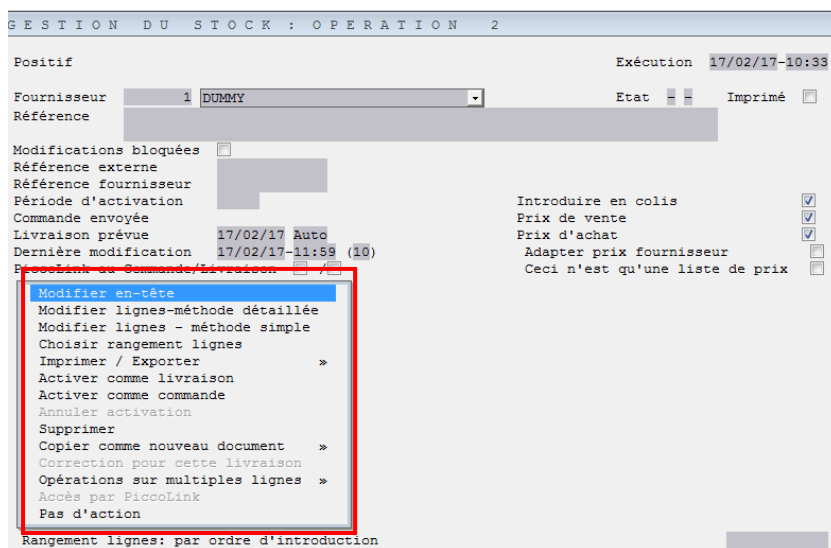 GESTION DU STOCK : OPERATION 2
Positif Exécution 17/02/17-10:33
Fournisseur 1 DUMMY Etat - - Imprimé
Référence
Modifications bloquées
Référence externe
Référence fournisseur
Période d'activation Introduire en colis
Commande envoyée Prix de vente
Livraison prévue 17/02/17 Auto Prix d'achat
Dernière modification 17/02/17-11:59 (10) Adapter prix fournisseur
PiccoLink ou Commande/Livraison / Ceci n'est qu'une liste de prix
Modifier en-tête
Modifier lignes-méthode détaillée
Modifier lignes - méthode simple
Choisir rangement lignes
Imprimer / Exporter »
Activer comme livraison
Activer comme commande
Annuler activation
Supprimer
Copier comme nouveau document »
Correction pour cette livraison
Opérations sur multiples lignes »
Accès par PiccoLink
Pas d'action
Rangement lignes: par ordre d'introduction